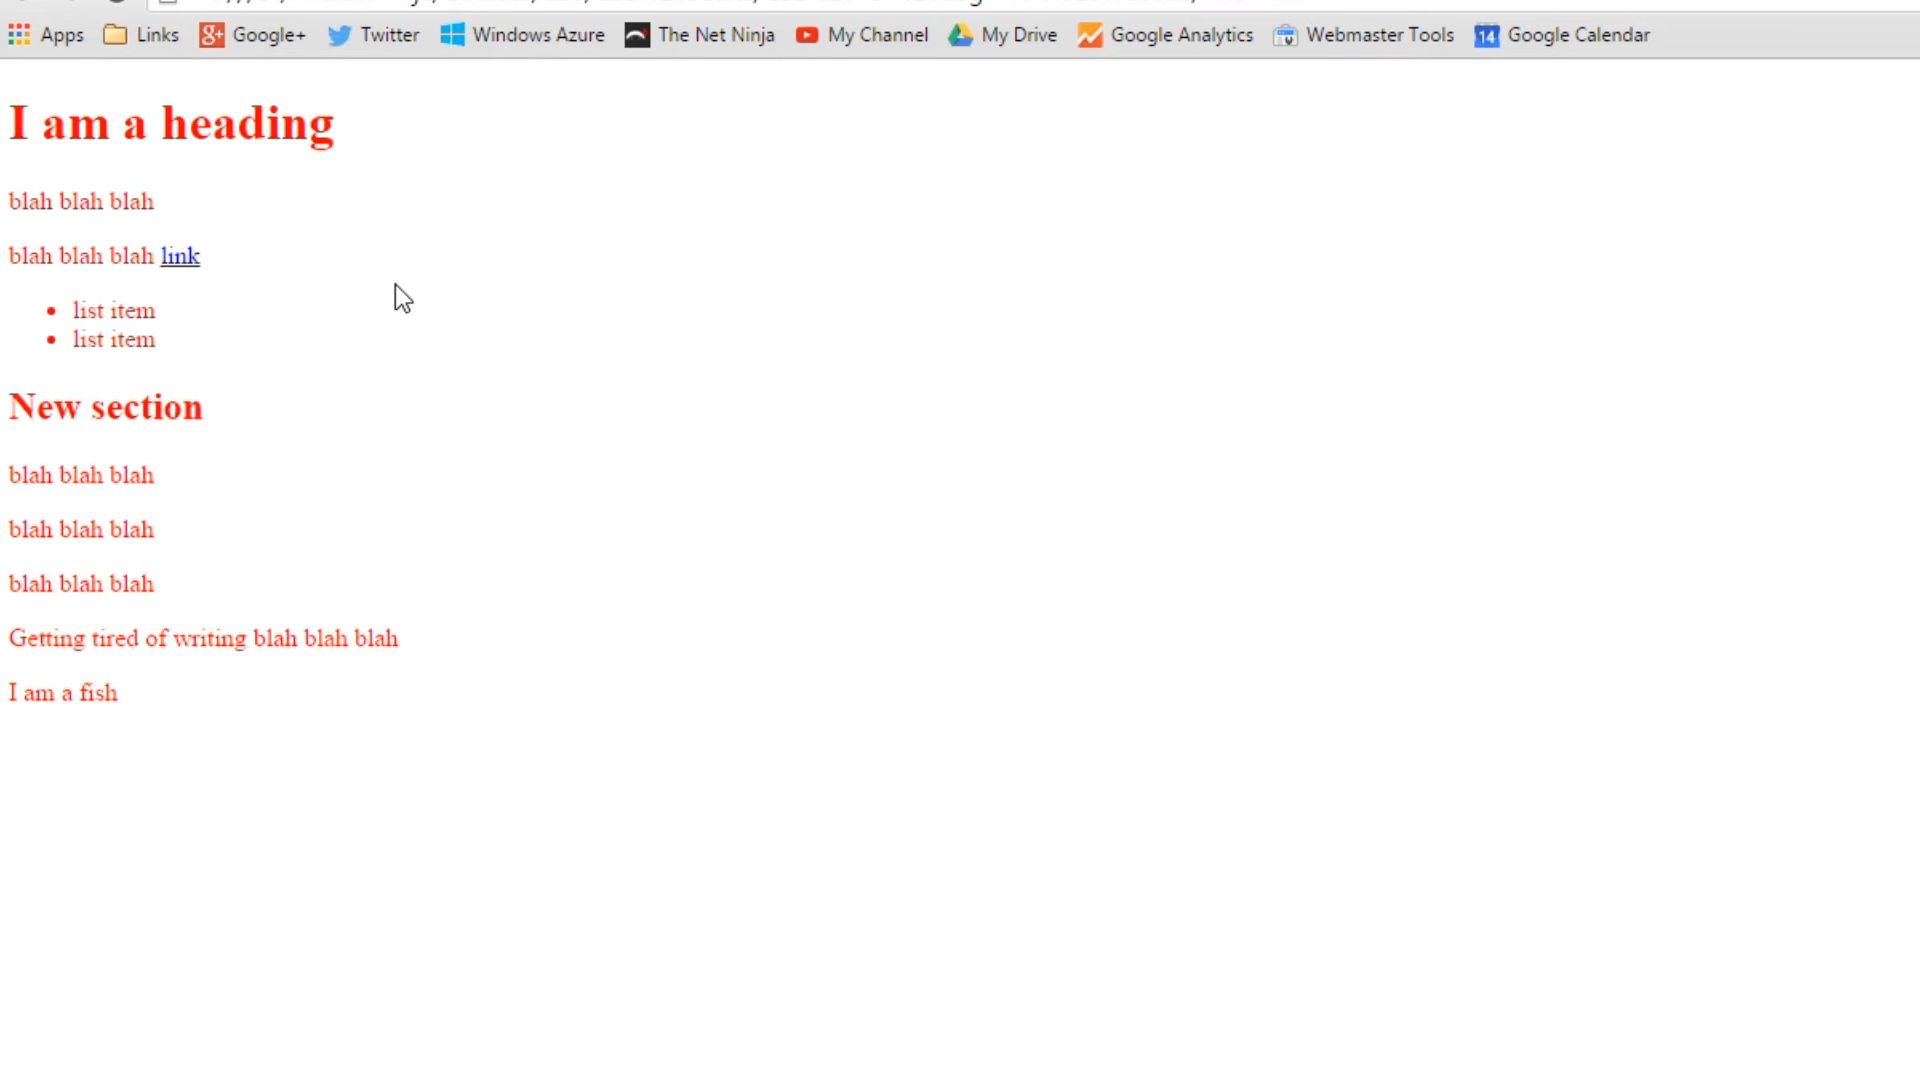 Apps Links Google+ Twitter Windows Azure The Net Ninja My Channel My Drive Google Analytics Webmaster Tools 14 Google Calendar
I am a heading
blah blah blah
blah blah blah link
• list item
• list item
New section
blah blah blah
blah blah blah
blah blah blah
Getting tired of writing blah blah blah
I am a fish